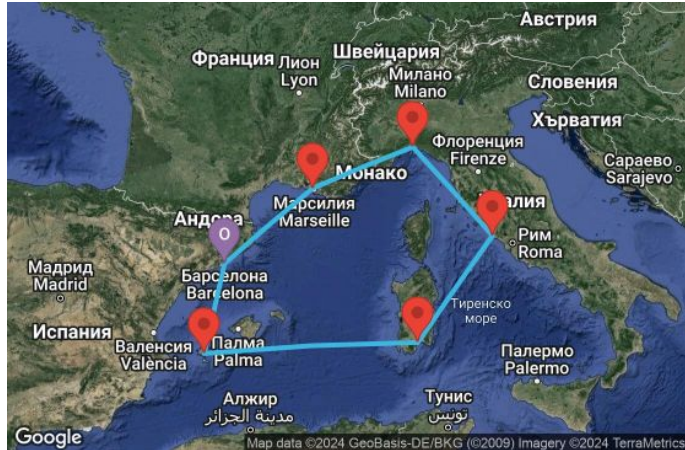 Австрия
Франция
Лион
Lyon
Швейцария
Милано
Milano
Словения
Хърватия
Флоренция
Firenze
Монако
Сараево
Sarajevo
Марсилия
Marseille
Италия
Андора
O
Рим
Roma
Мадрид
Madrid
Барселона
Barcelona
Тиренско
море
Испания
Валенсия
València
Палма
Palma
Палермо
Palermo
Алжир
مدينة الجزائر
Тунис
تونس
Google
Map data ©2024 GeoBasis-DE/BKG (©2009) Imagery ©2024 TerraMetrics